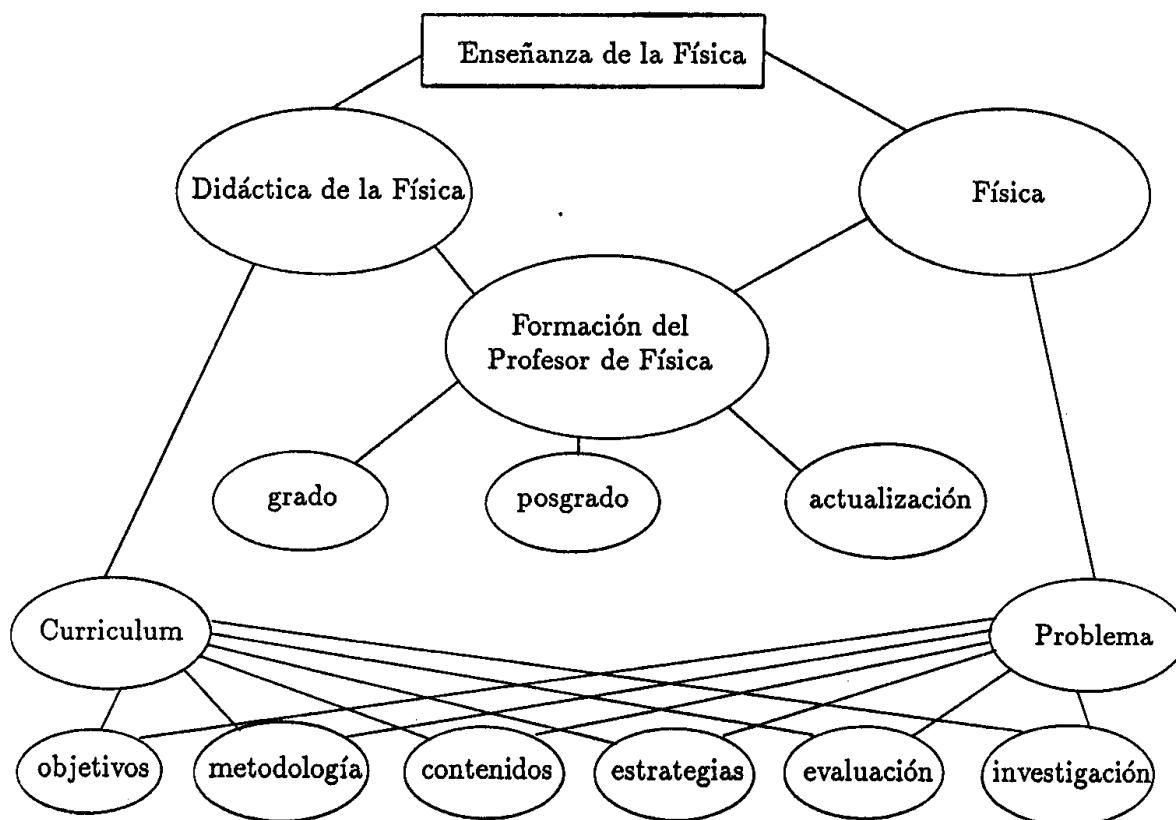 Enseñanza de la Física
Didáctica de la Física
Física
Formación del
Profesor de Física
grado
posgrado
actualización
Curriculum
Problema
objetivos
metodología
contenidos
estrategias
evaluación
investigación